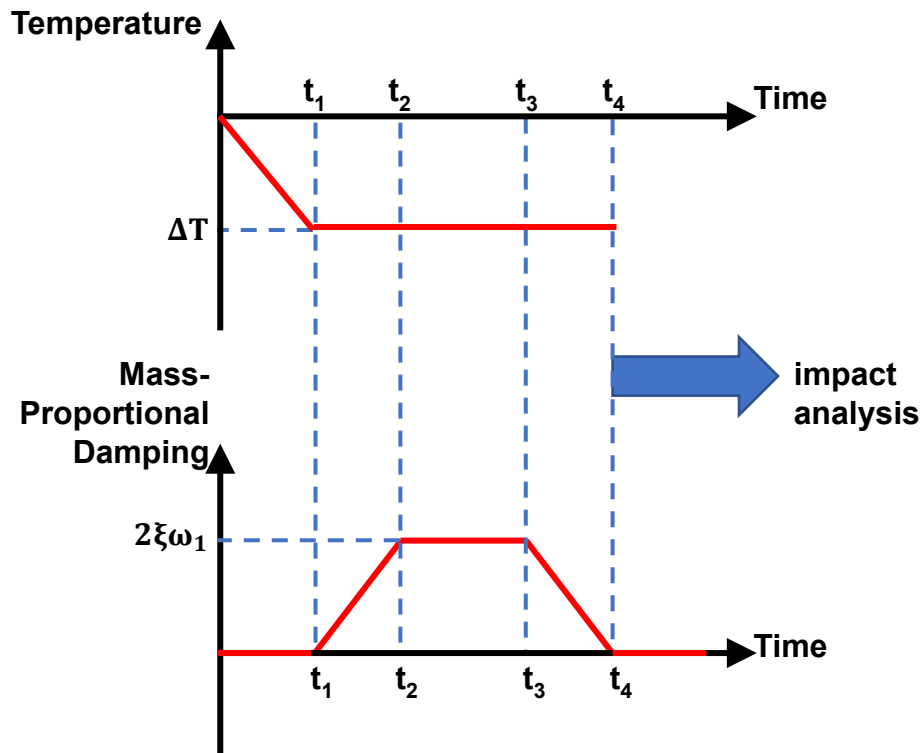 Temperature
t₁ t₂ t₃ t₄
Time
ΔT
Mass-
Proportional
Damping
impact
analysis
2ξω₁
Time
t₁ t₂ t₃ t₄